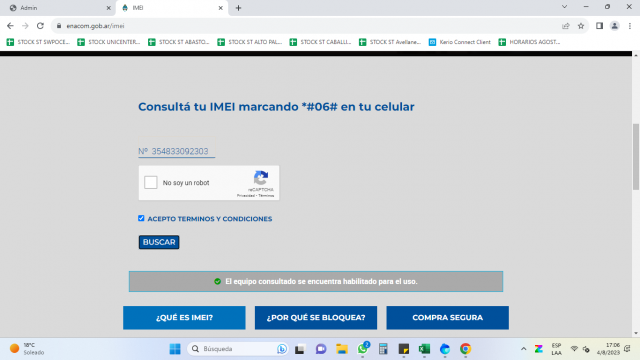 Admin
IMEI
enacom.gob.ar/imei
STOCK ST SWPOCE...
STOCK UNICENTER...
STOCK ST ABASTO...
STOCK ST ALTO PAL...
STOCK ST CABALLI...
STOCK ST Avellane...
Kerio Connect Client
HORARIOS AGOST...
Consultá tu IMEI marcando *#06# en tu celular
Nº 354833092303
No soy un robot
reCAPTCHA
Privacidad - Términos
ACEPTO TERMINOS Y CONDICIONES
BUSCAR
El equipo consultado se encuentra habilitado para el uso.
¿QUÉ ES IMEI?
¿POR QUÉ SE BLOQUEA?
COMPRA SEGURA
18°C
Soleado
Búsqueda
ESP
LAA
17:06
4/8/2023